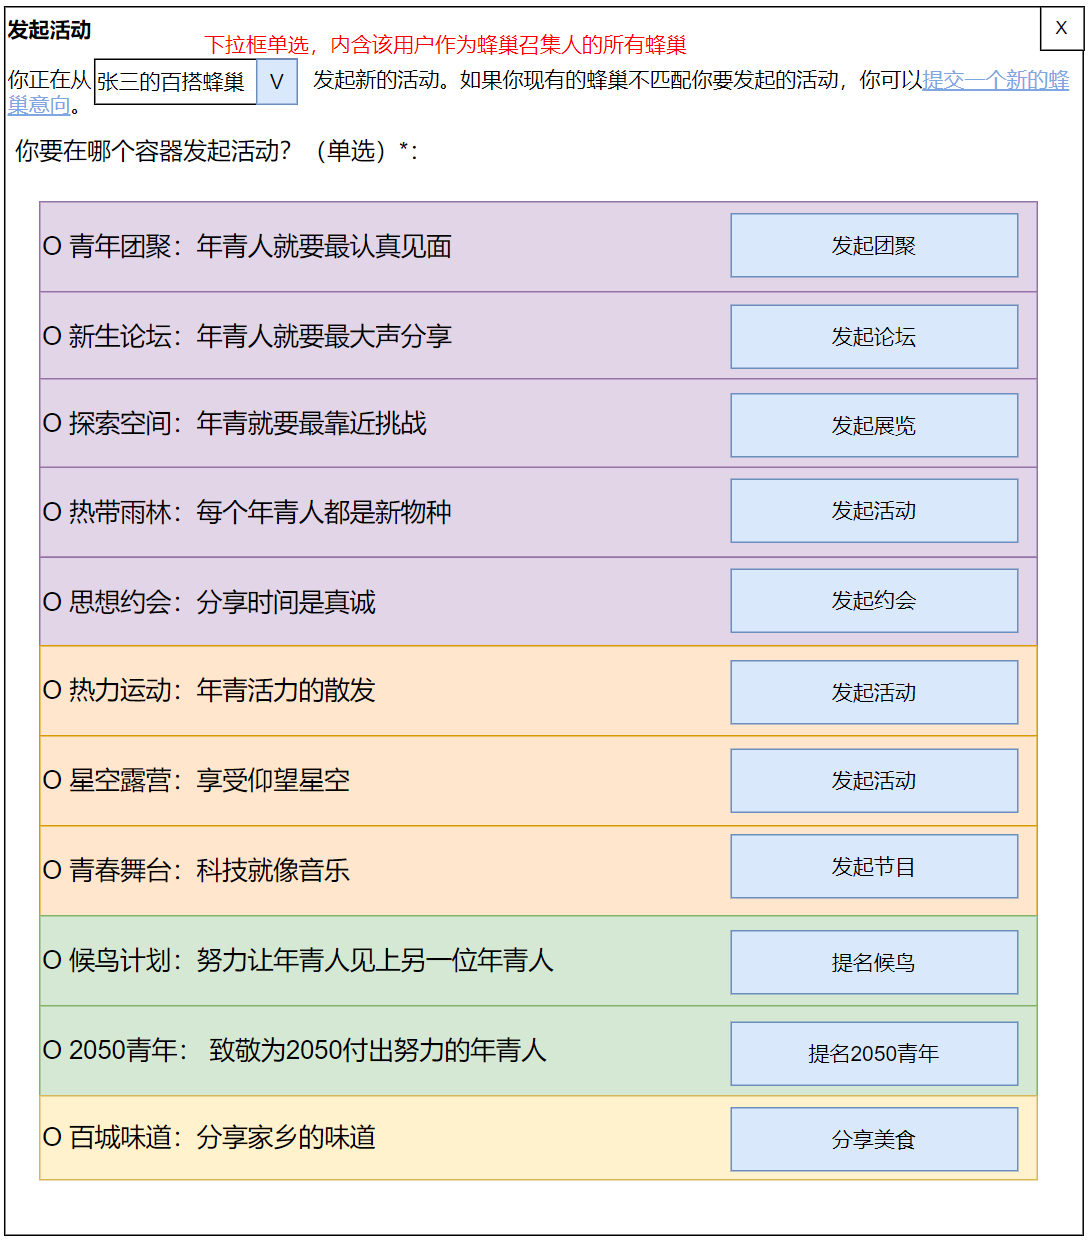 发起活动
X
下拉框单选，内含该用户作为蜂巢召集人的所有蜂巢
你正在从 张三的百搭蜂巢 V 发起新的活动。如果你现有的蜂巢不匹配你要发起的活动，你可以提交一个新的蜂
巢意向。
你要在哪个容器发起活动？（单选）*：
O 青年团聚：年青人就要最认真见面 发起团聚
O 新生论坛：年青人就要最大声分享 发起论坛
O 探索空间：年青就要最靠近挑战 发起展览
O 热带雨林：每个年青人都是新物种 发起活动
O 思想约会：分享时间是真诚 发起约会
O 热力运动：年青活力的散发 发起活动
O 星空露营：享受仰望星空 发起活动
O 青春舞台：科技就像音乐 发起节目
O 候鸟计划：努力让年青人见上另一位年青人 提名候鸟
O 2050青年： 致敬为2050付出努力的年青人 提名2050青年
O 百城味道：分享家乡的味道 分享美食